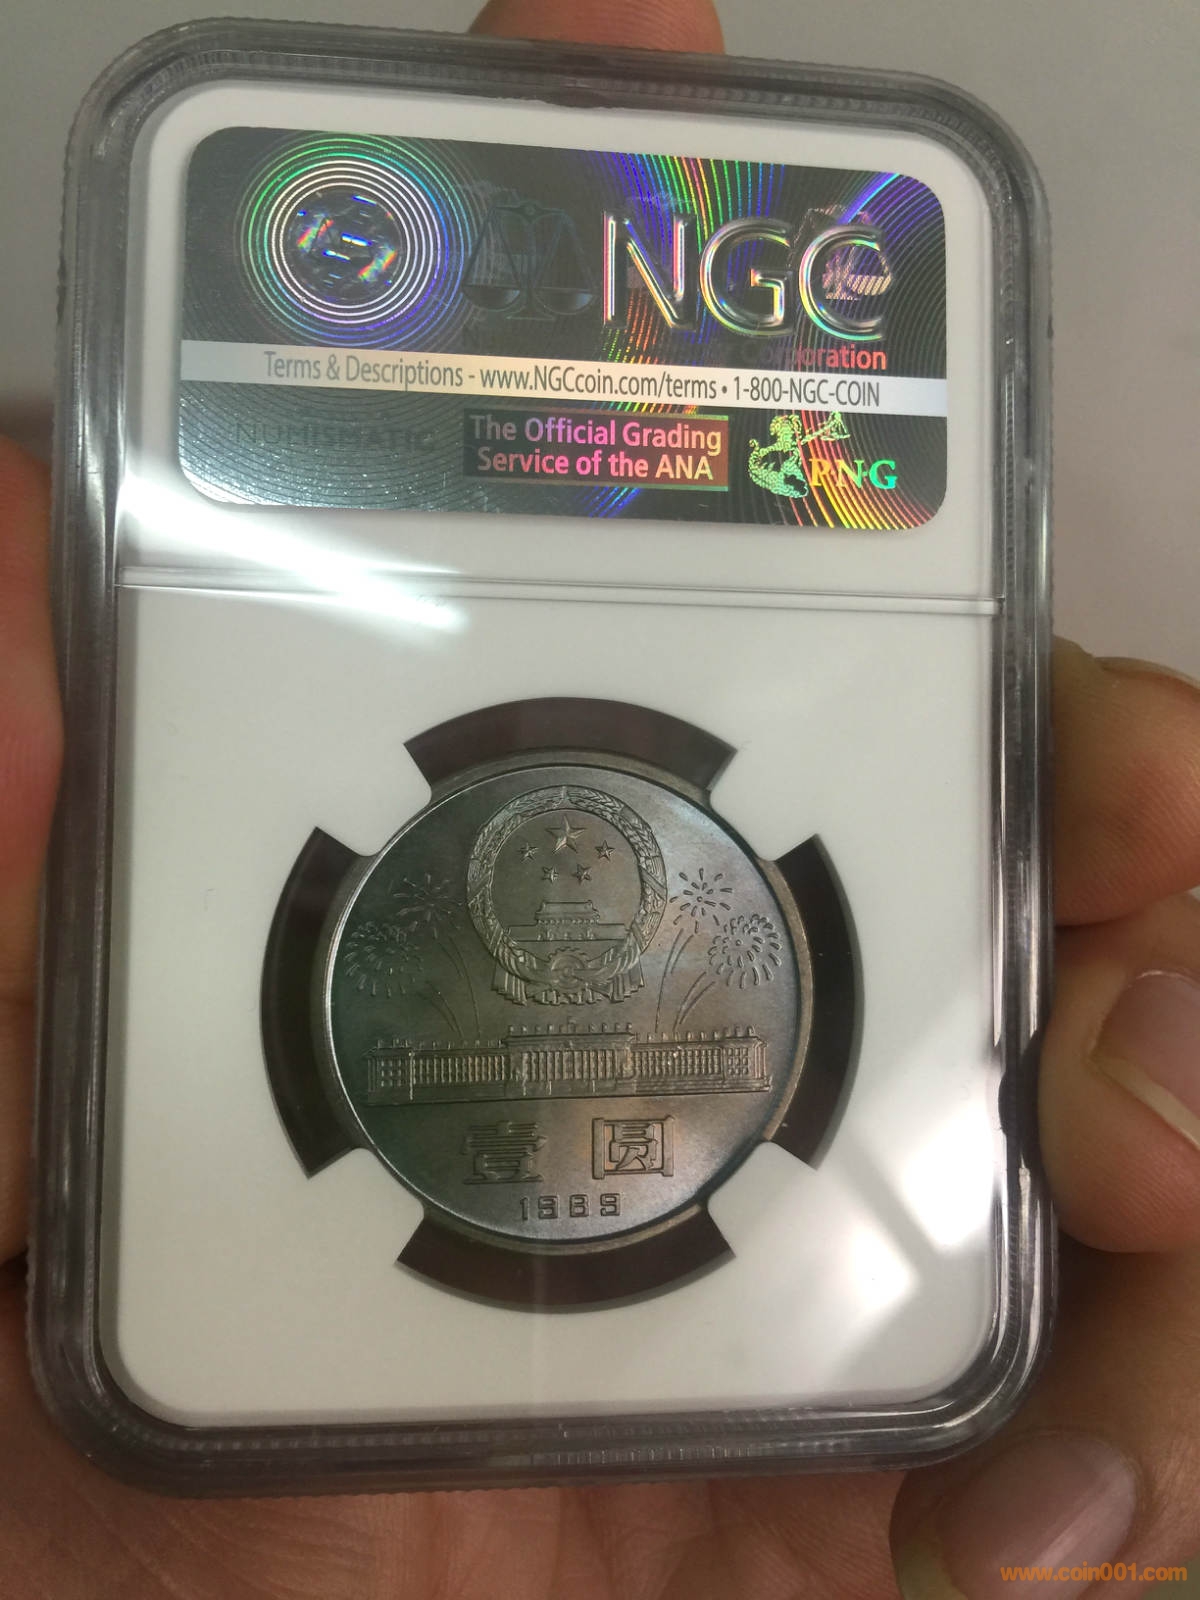 NGC
Corporation
Terms & Descriptions - www.NGCcoin.com/terms • 1-800-NGC-COIN
NUMISMATIC
The Official Grading
Service of the ANA
PNG
壹圆
1989
www.coin001.com